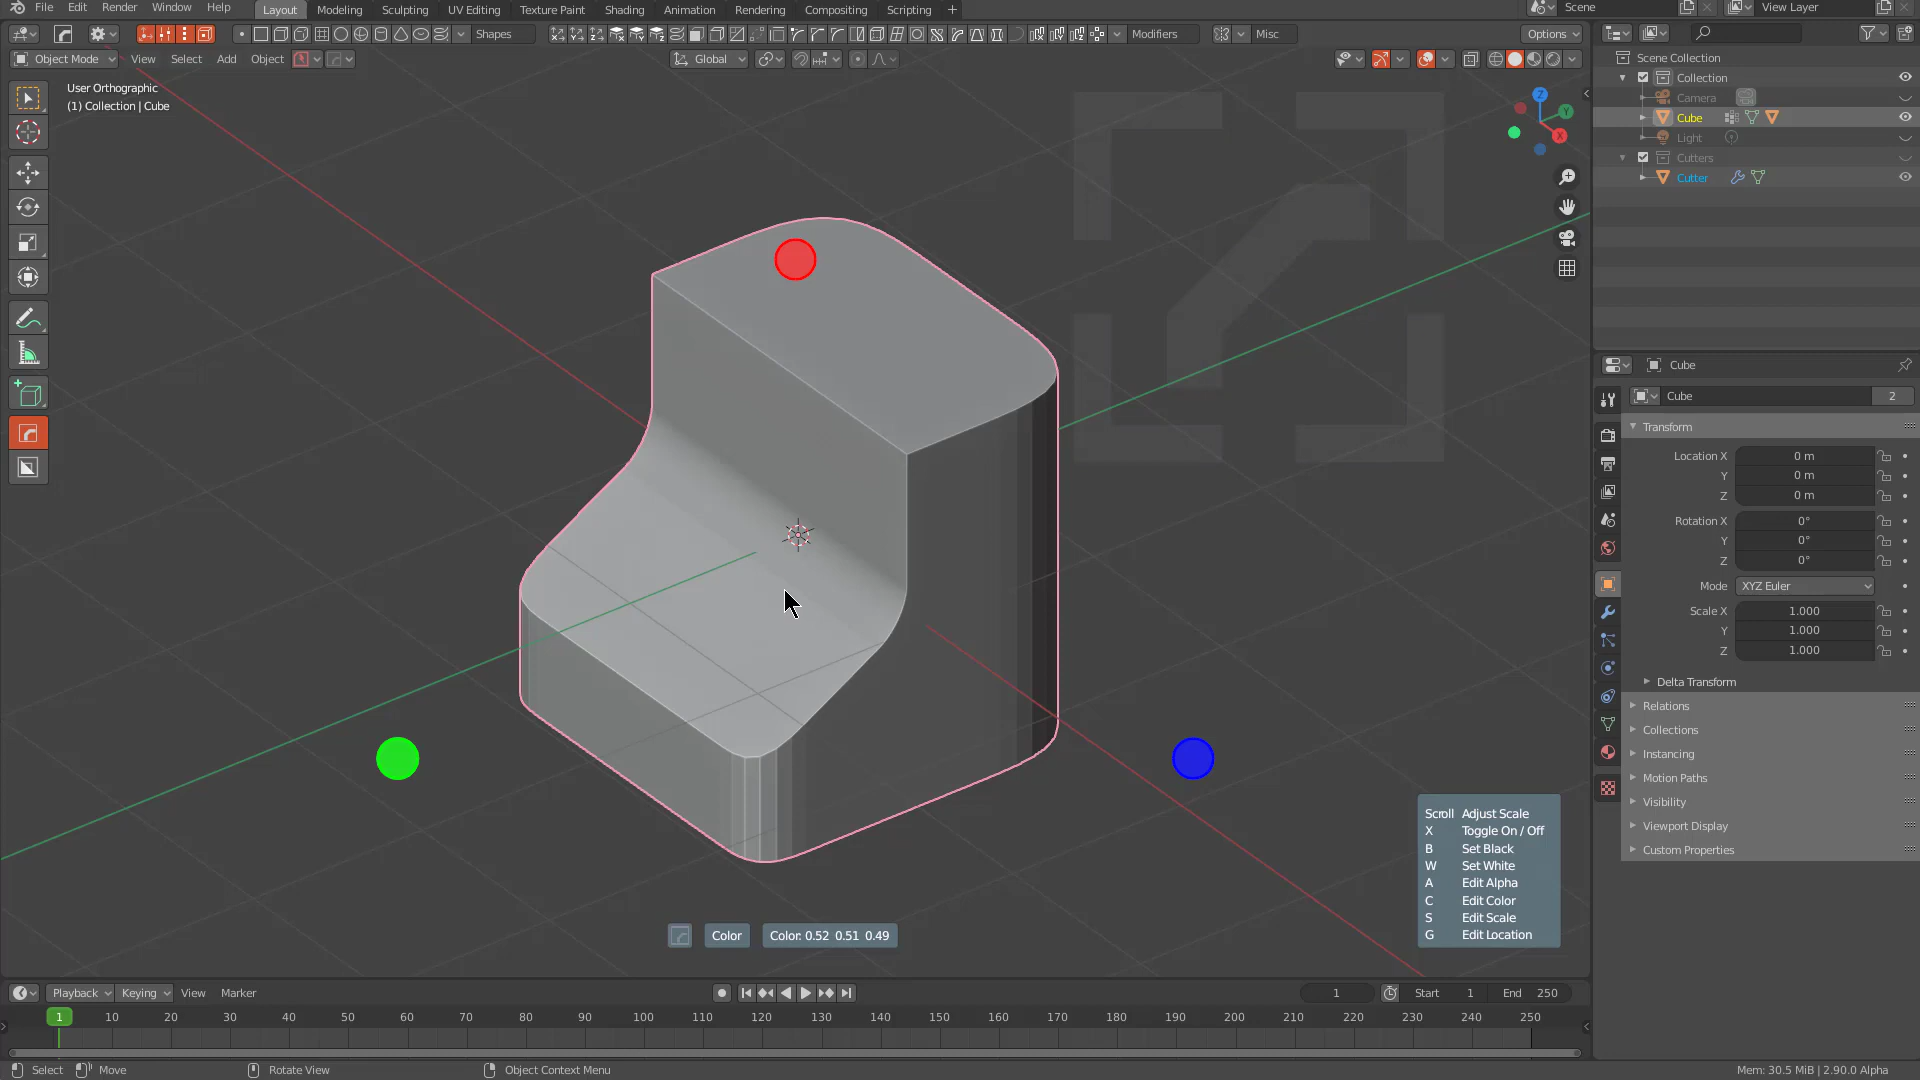 File Edit Render Window Help Layout Modeling Sculpting UV Editing Texture Paint Shading Animation Rendering Compositing Scripting + Scene View Layer
Shapes Modifiers Misc Options
Object Mode View Select Add Object Global
User Orthographic
(1) Collection | Cube
Z
Y
X
Scene Collection
Collection
Camera
Cube
Light
Cutters
Cutter
Cube
Cube 2
Transform
Location X 0 m
Y 0 m
Z 0 m
Rotation X 0°
Y 0°
Z 0°
Mode XYZ Euler
Scale X 1.000
Y 1.000
Z 1.000
Delta Transform
Relations
Collections
Instancing
Motion Paths
Visibility
Viewport Display
Custom Properties
Scroll Adjust Scale
X Toggle On / Off
B Set Black
W Set White
A Edit Alpha
C Edit Color
S Edit Scale
G Edit Location
Color Color: 0.52 0.51 0.49
Playback Keying View Marker 1 Start 1 End 250
1 10 20 30 40 50 60 70 80 90 100 110 120 130 140 150 160 170 180 190 200 210 220 230 240 250
Select Move Rotate View Object Context Menu Mem: 30.5 MiB | 2.90.0 Alpha